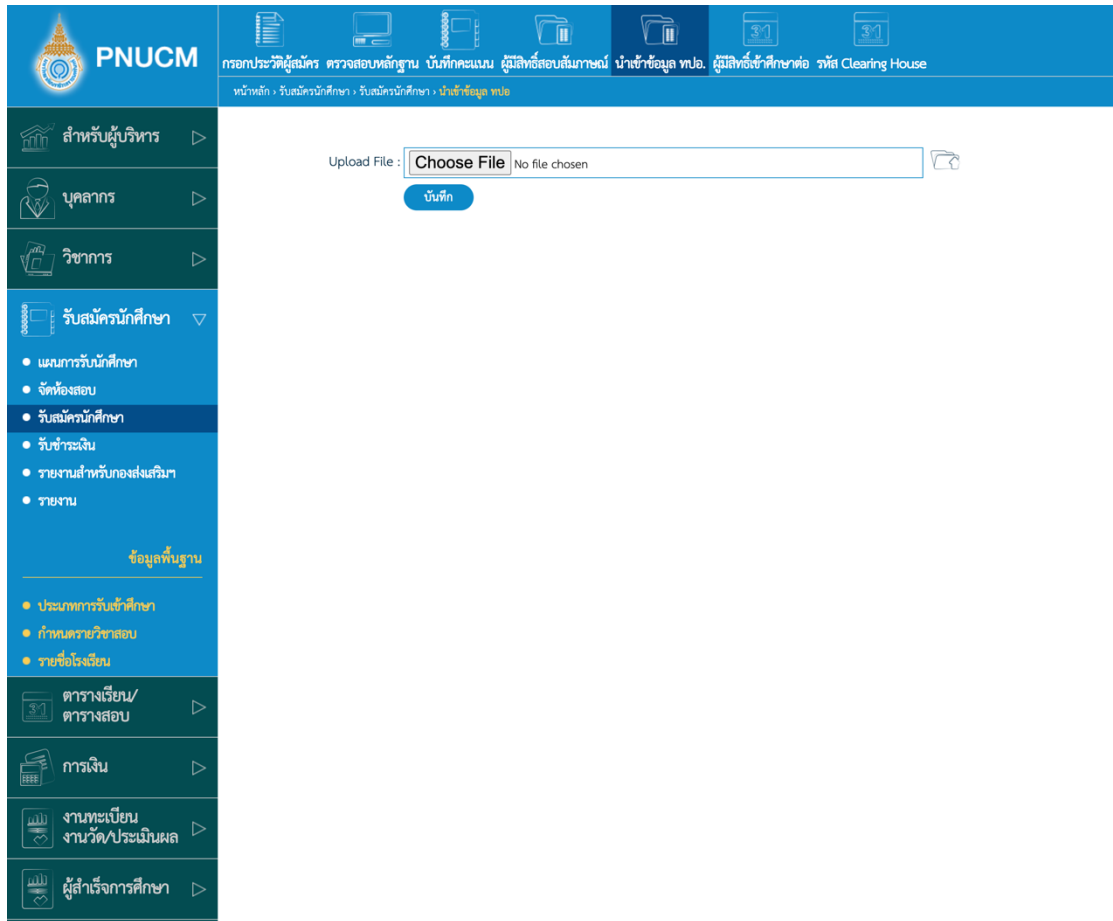 PNUCM
กรอกประวัติผู้สมัคร ตรวจสอบหลักฐาน บันทึกคะแนน ผู้มีสิทธิ์สอบสัมภาษณ์ นำเข้าข้อมูล ทปอ. ผู้มีสิทธิ์เข้าศึกษาต่อ รหัส Clearing House
หน้าหลัก › รับสมัครนักศึกษา › รับสมัครนักศึกษา › นำเข้าข้อมูล ทปอ
สำหรับผู้บริหาร
Upload File : Choose File No file chosen
บันทึก
บุคลากร
วิชาการ
รับสมัครนักศึกษา
แผนการรับนักศึกษา
จัดห้องสอบ
รับสมัครนักศึกษา
รับชำระเงิน
รายงานสำหรับกองส่งเสริมฯ
รายงาน
ข้อมูลพื้นฐาน
ประเภทการรับเข้าศึกษา
กำหนดรายวิชาสอบ
รายชื่อโรงเรียน
ตารางเรียน/
ตารางสอบ
การเงิน
งานทะเบียน
งานวัด/ประเมินผล
ผู้สำเร็จการศึกษา